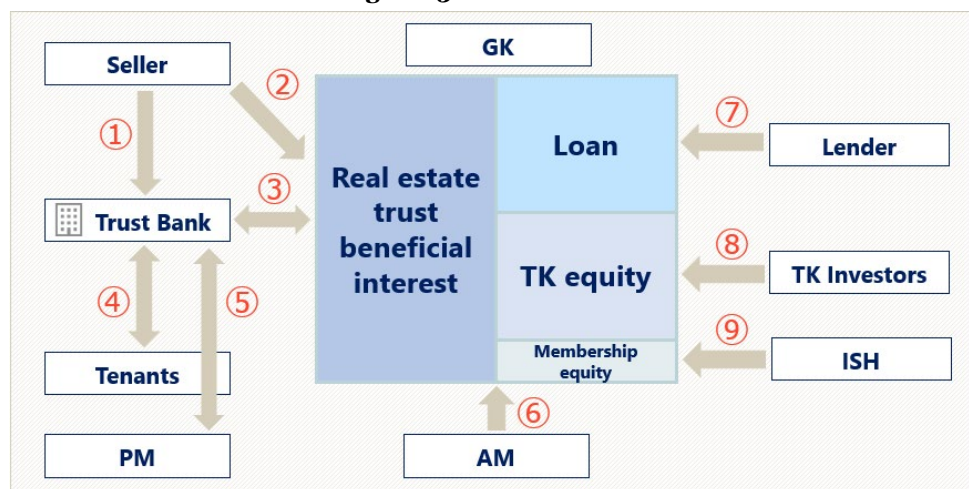 GK
Seller
②
①
Real estate
trust
beneficial
interest
Loan
⑦
Lender
③
Trust Bank
TK equity
⑧
TK Investors
④
⑤
⑨
Membership
equity
ISH
Tenants
⑥
PM
AM